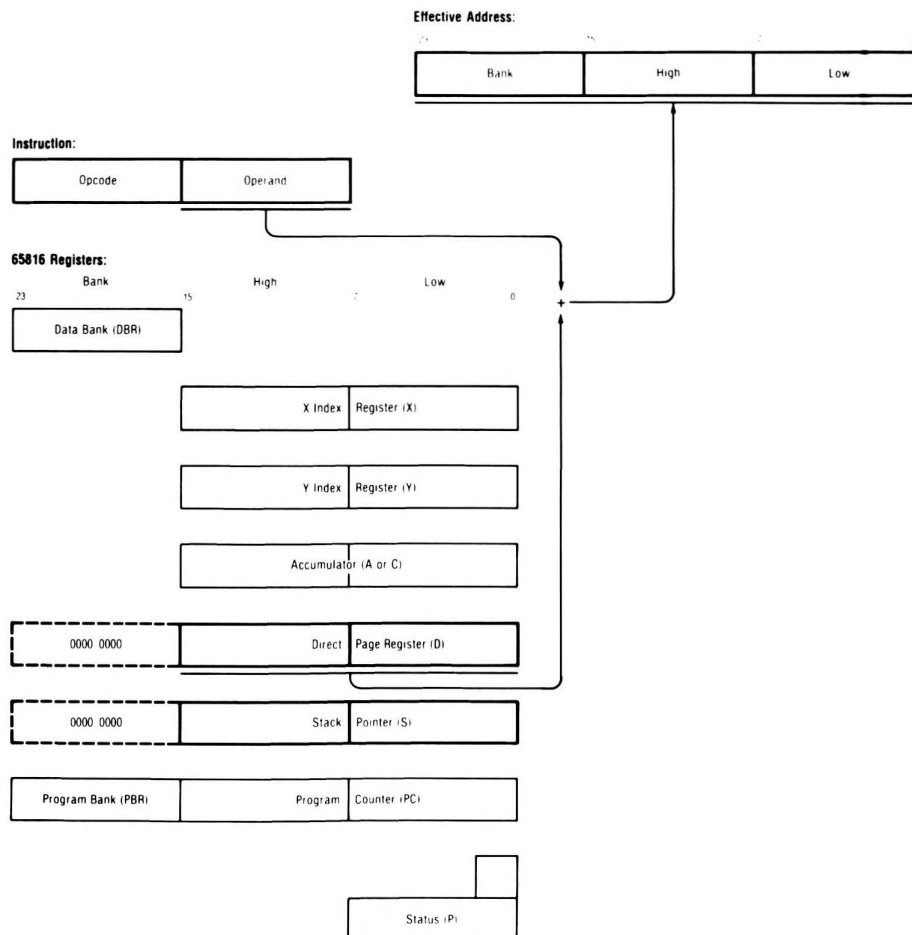 Effective Address:
Bank High Low
Instruction:
Opcode Operand
65816 Registers:
Bank High Low
23 15 7 0
+
Data Bank (DBR)
X Index Register (X)
Y Index Register (Y)
Accumulator (A or C)
0000 0000 Direct Page Register (D)
0000 0000 Stack Pointer (S)
Program Bank (PBR) Program Counter (PC)
Status (P)